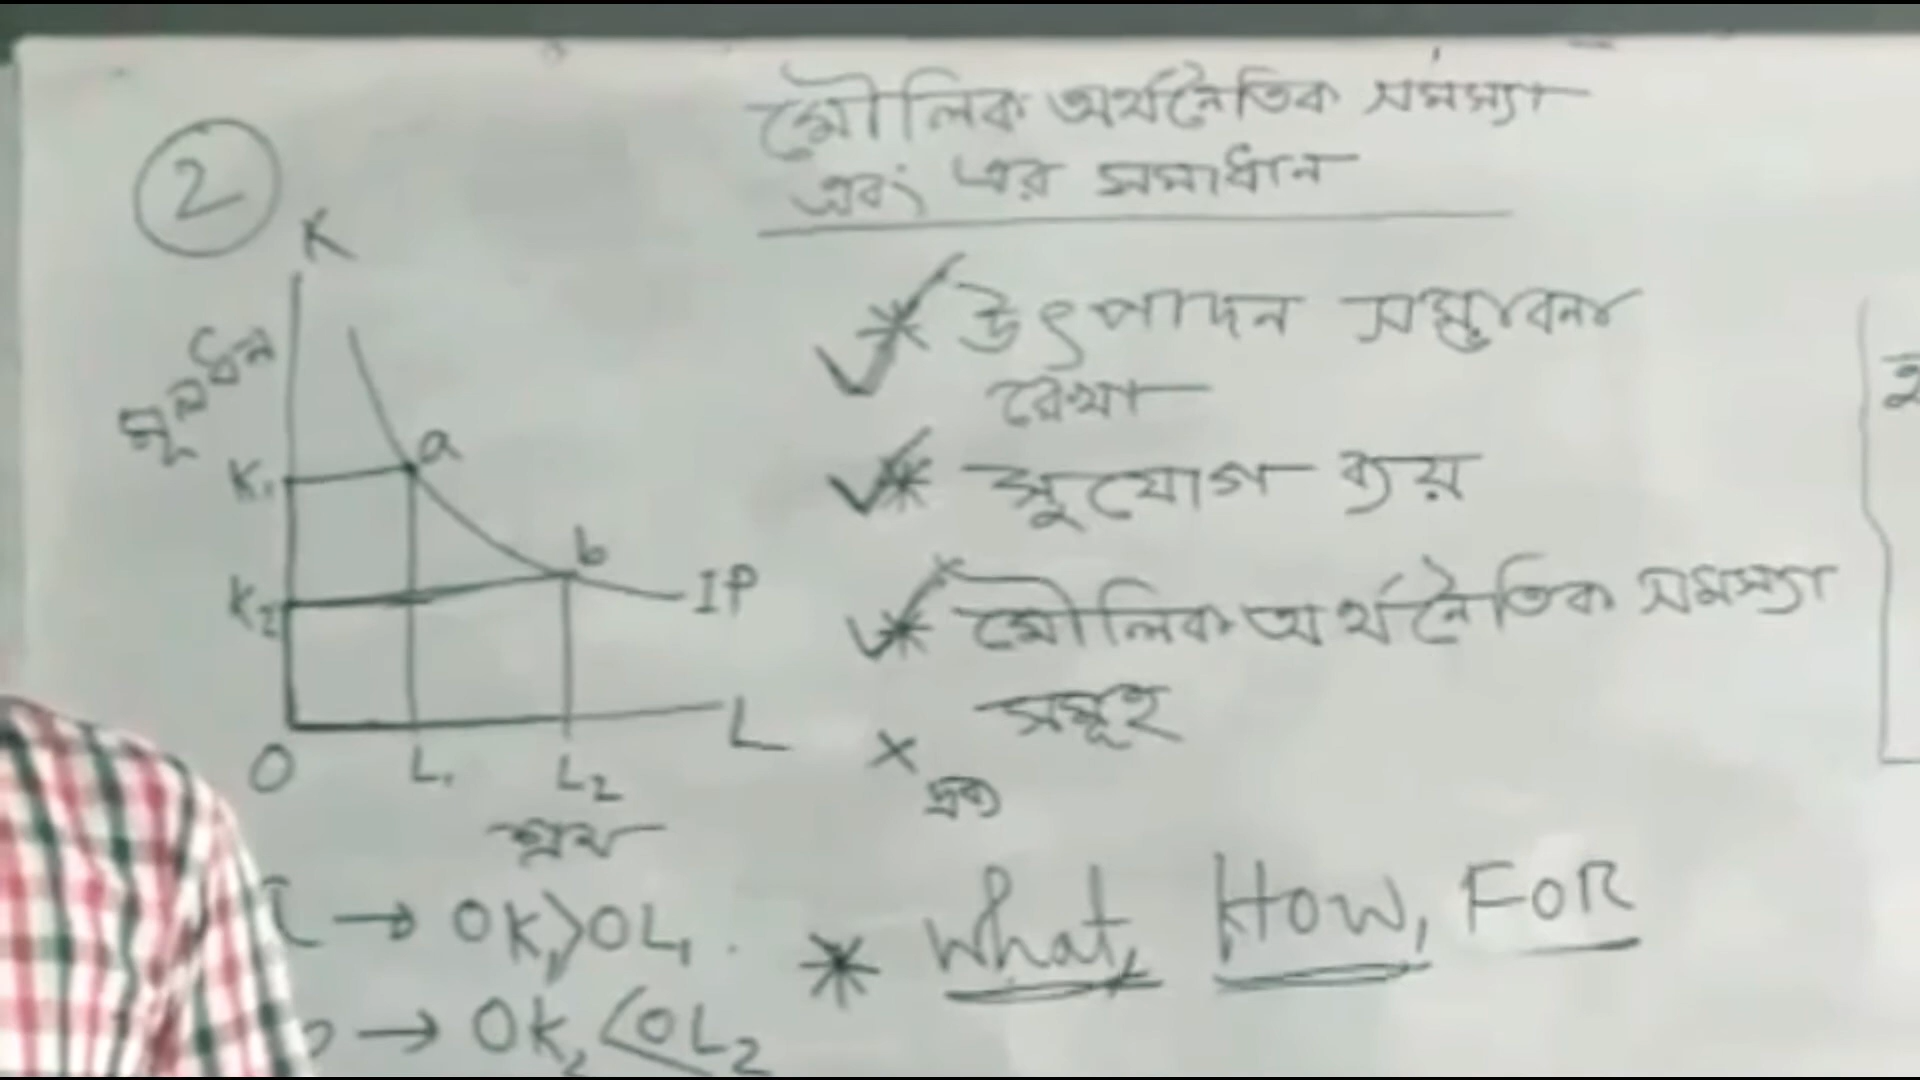 মৌলিক অর্থনৈতিক সমস্যা
এবং এর সমাধান
2
K
মূলধন
a
K₁
b
K₂
IP
L
O
L₁
L₂
শ্রম
→ OK₁>OL₁
→ OK₂<OL₂
* উৎপাদন সম্ভাবনা
রেখা
* সুযোগ ব্যয়
* মৌলিক অর্থনৈতিক সমস্যা
সমূহ
×
* What, How, FOR